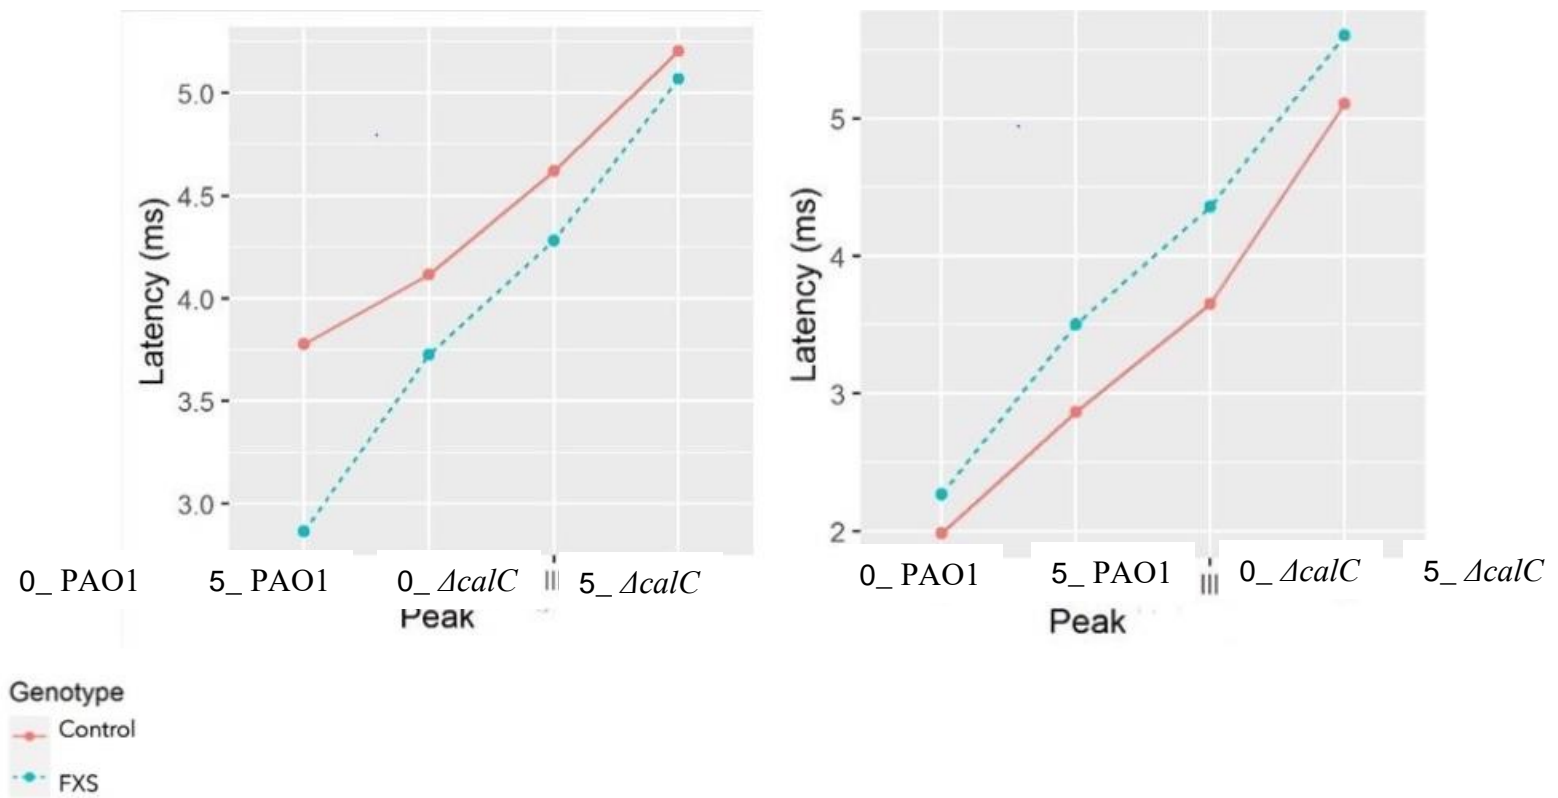 5.0
4.5
4.0
3.5
3.0
Latency (ms)
0_ PAO1
5_ PAO1
0_ ΔcalC
III
5_ ΔcalC
Peak
5
4
3
2
Latency (ms)
0_ PAO1
5_ PAO1
III
0_ ΔcalC
5_ ΔcalC
Peak
Genotype
Control
FXS